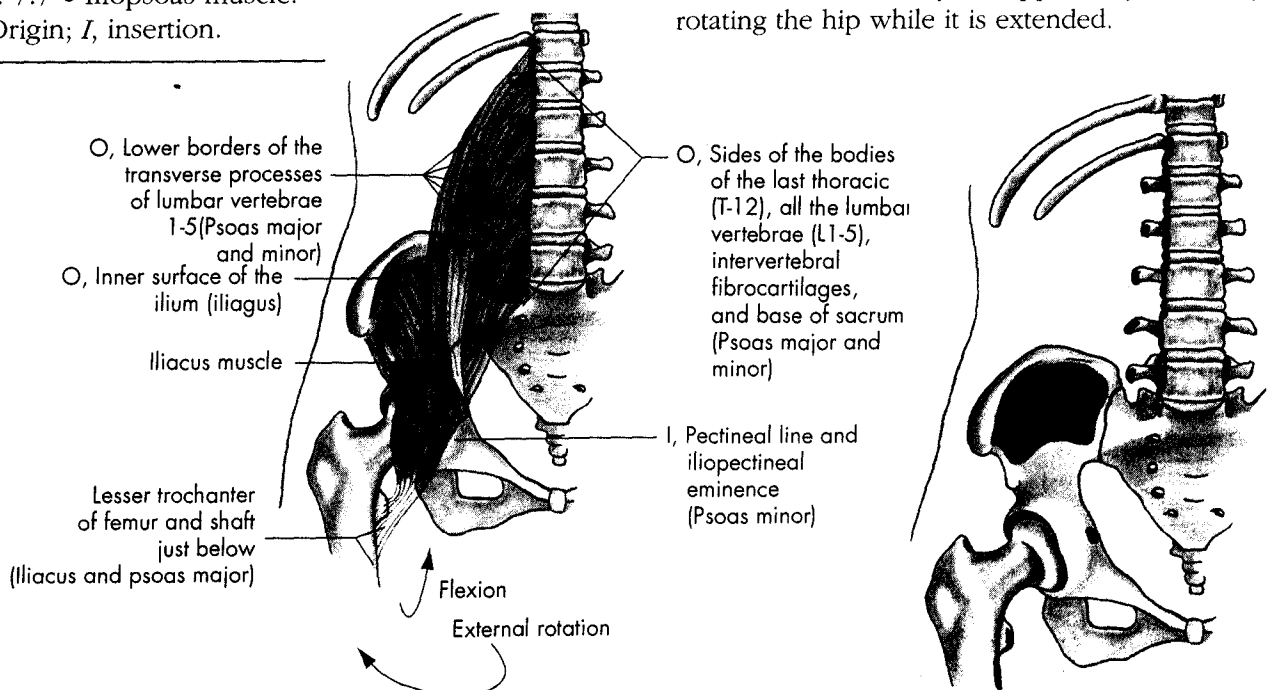 Iliopsoas muscle.
Origin; I, insertion.
rotating the hip while it is extended.
O, Lower borders of the
transverse processes
of lumbar vertebrae
1-5(Psoas major
and minor)
O, Inner surface of the
ilium (iliagus)
Iliacus muscle
Lesser trochanter
of femur and shaft
just below
(Iliacus and psoas major)
O, Sides of the bodies
of the last thoracic
(T-12), all the lumbar
vertebrae (L1-5),
intervertebral
fibrocartilages,
and base of sacrum
(Psoas major and
minor)
I, Pectineal line and
iliopectineal
eminence
(Psoas minor)
Flexion
External rotation